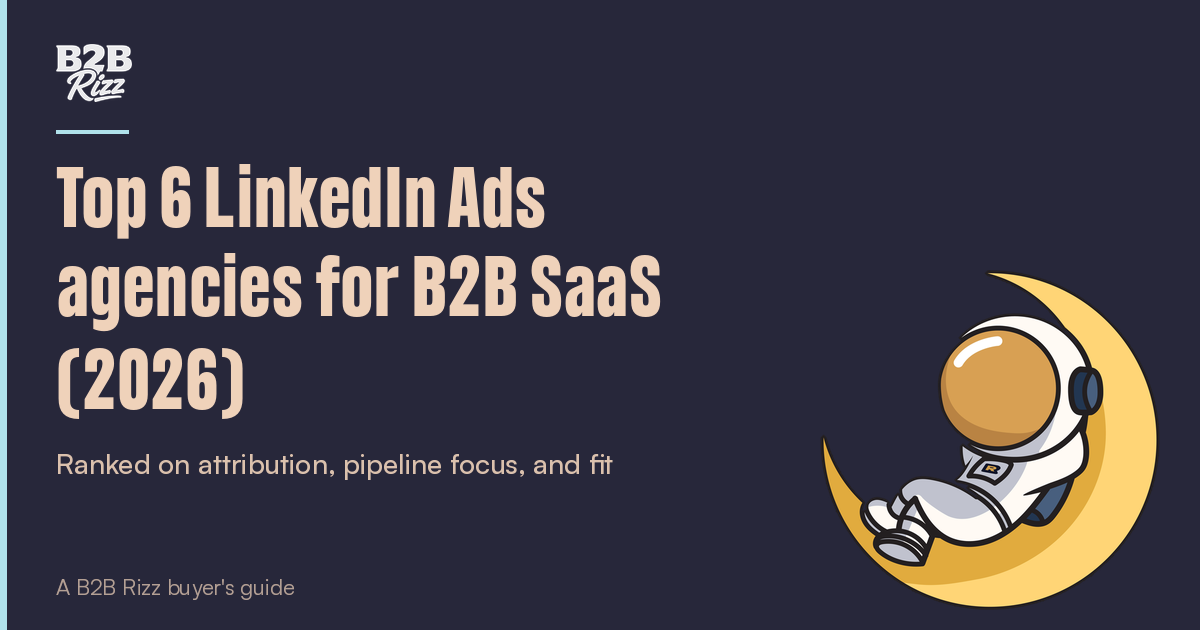 B2B
Rizz
Top 6 LinkedIn Ads
agencies for B2B SaaS
(2026)
Ranked on attribution, pipeline focus, and fit
R
A B2B Rizz buyer's guide